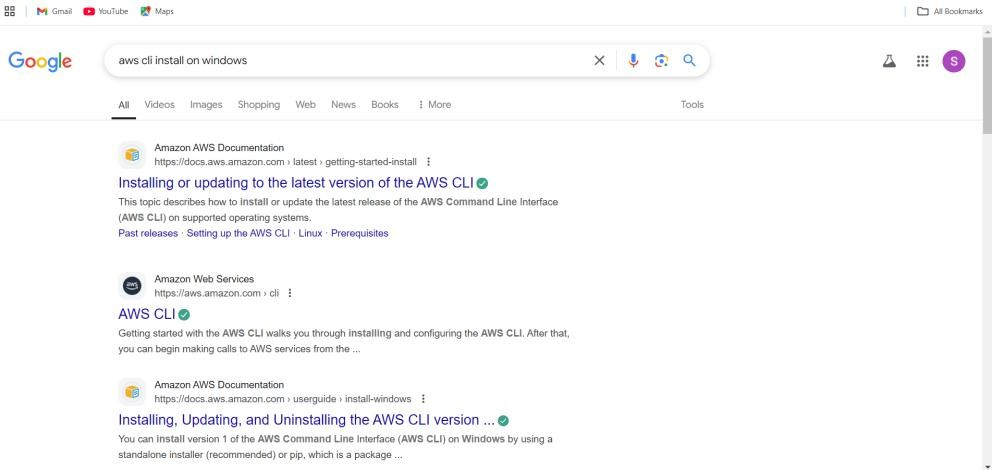 Gmail YouTube Maps All Bookmarks
Google aws cli install on windows S
All Videos Images Shopping Web News Books More Tools
Amazon AWS Documentation
https://docs.aws.amazon.com › latest › getting-started-install
Installing or updating to the latest version of the AWS CLI
This topic describes how to install or update the latest release of the AWS Command Line Interface
(AWS CLI) on supported operating systems.
Past releases · Setting up the AWS CLI · Linux · Prerequisites
aws
Amazon Web Services
https://aws.amazon.com › cli
AWS CLI
Getting started with the AWS CLI walks you through installing and configuring the AWS CLI. After that,
you can begin making calls to AWS services from the ...
Amazon AWS Documentation
https://docs.aws.amazon.com › userguide › install-windows
Installing, Updating, and Uninstalling the AWS CLI version ...
You can install version 1 of the AWS Command Line Interface (AWS CLI) on Windows by using a
standalone installer (recommended) or pip, which is a package ...